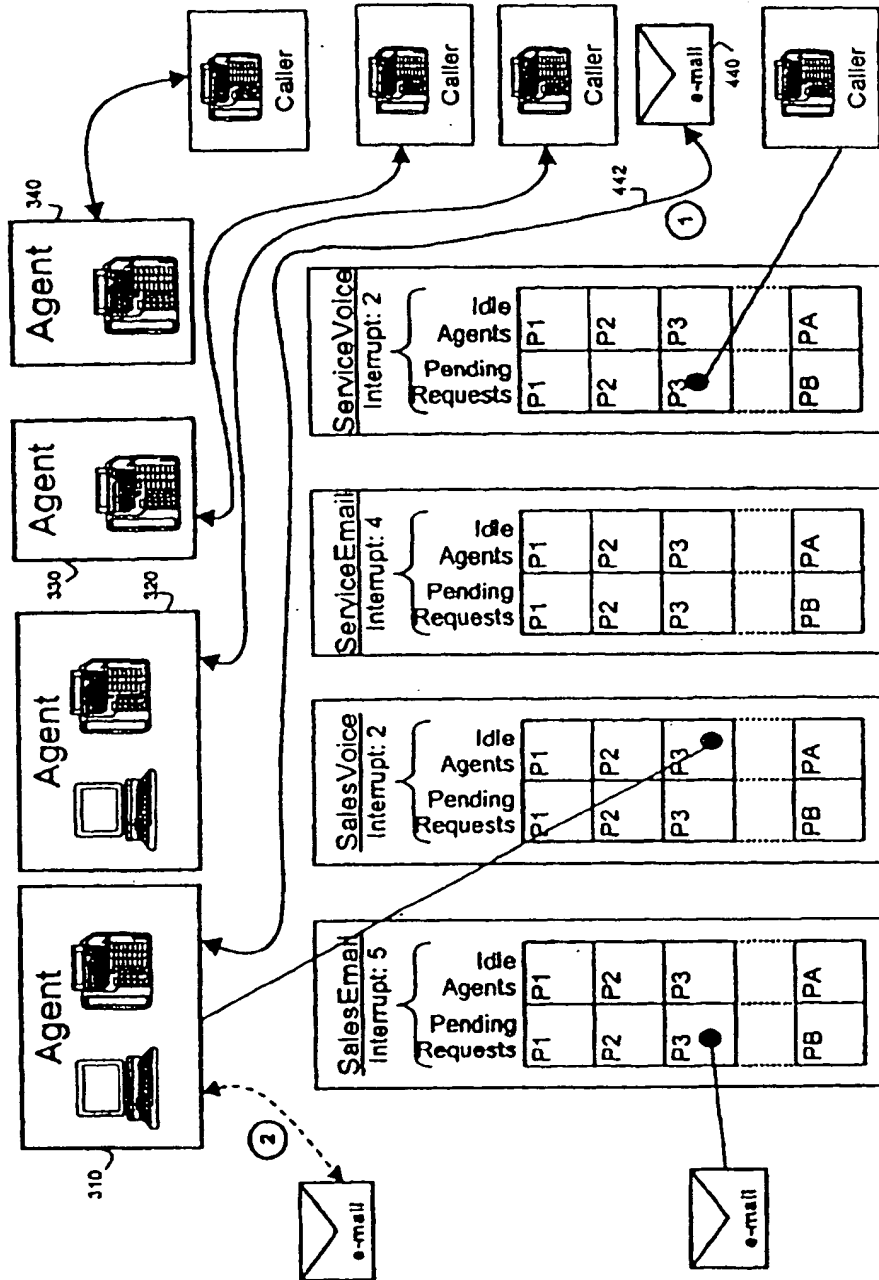 Agent
310
Agent
320
Agent
330
Agent
340
Caller
Caller
Caller
e-mail
440
442
1
Caller
2
e-mail
e-mail
SalesEmail
Interrupt: 5
Pending
Requests
Idle
Agents
P1
P1
P2
P2
P3
P3
PB
PA
SalesVoice
Interrupt: 2
Pending
Requests
Idle
Agents
P1
P1
P2
P2
P3
P3
PB
PA
ServiceEmail
Interrupt: 4
Pending
Requests
Idle
Agents
P1
P1
P2
P2
P3
P3
PB
PA
ServiceVoice
Interrupt: 2
Pending
Requests
Idle
Agents
P1
P1
P2
P2
P3
P3
PB
PA